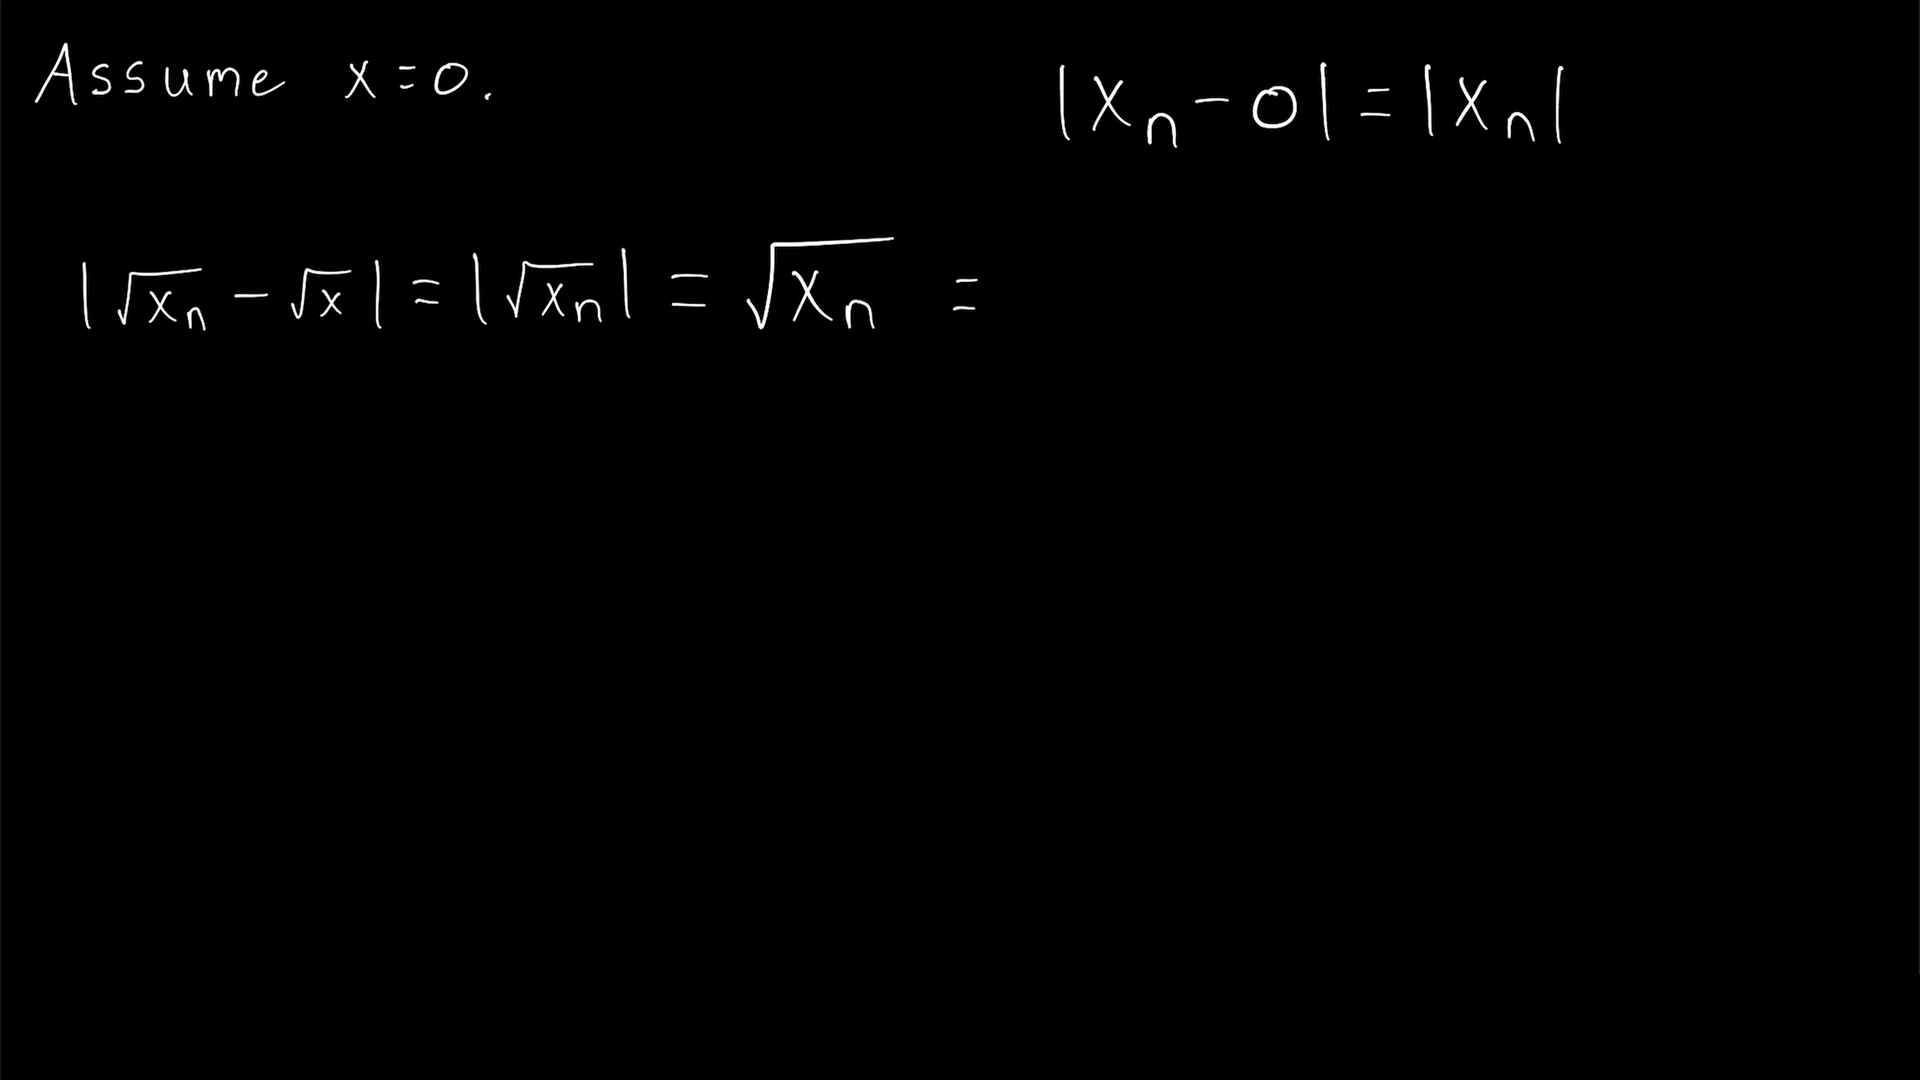 Assume x=0.
|xₙ-0|=|xₙ|
|√xₙ-√x|=|√xₙ|=√xₙ =